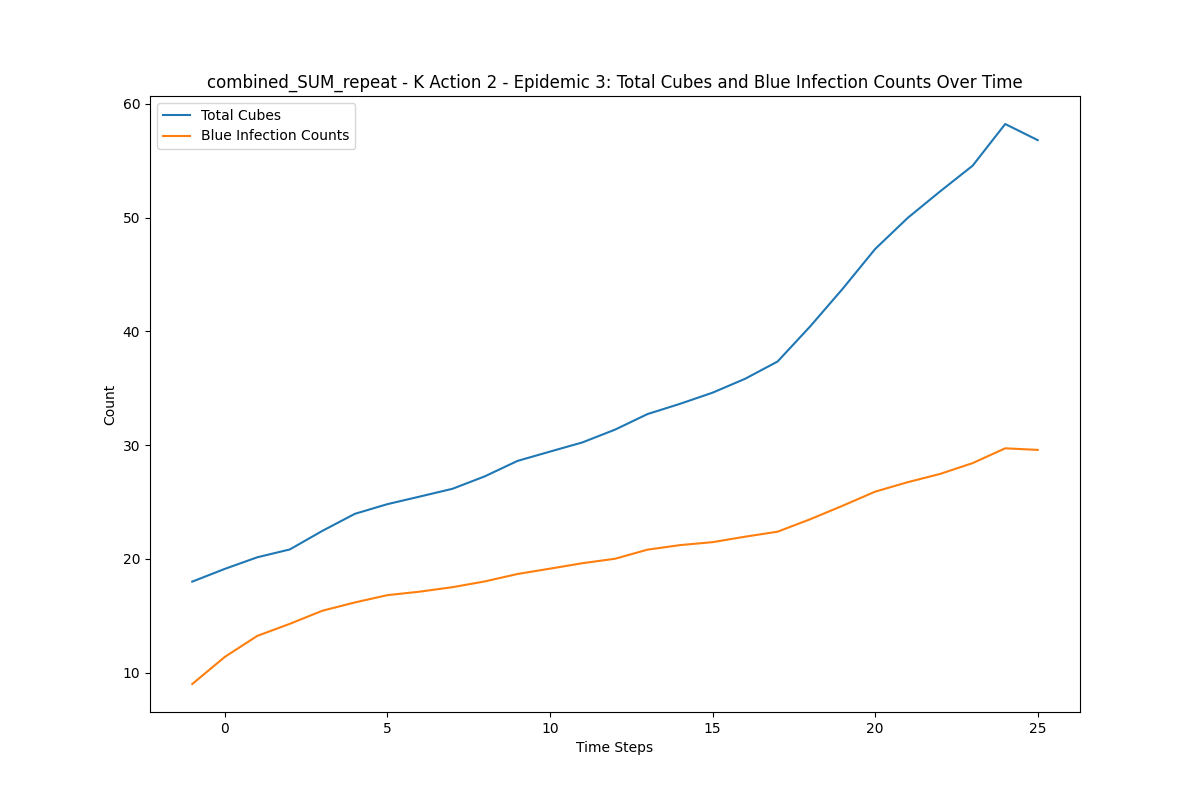 combined_SUM_repeat - K Action 2 - Epidemic 3: Total Cubes and Blue Infection Counts Over Time
Total Cubes
Blue Infection Counts
60
50
40
30
20
10
Count
0 5 10 15 20 25
Time Steps